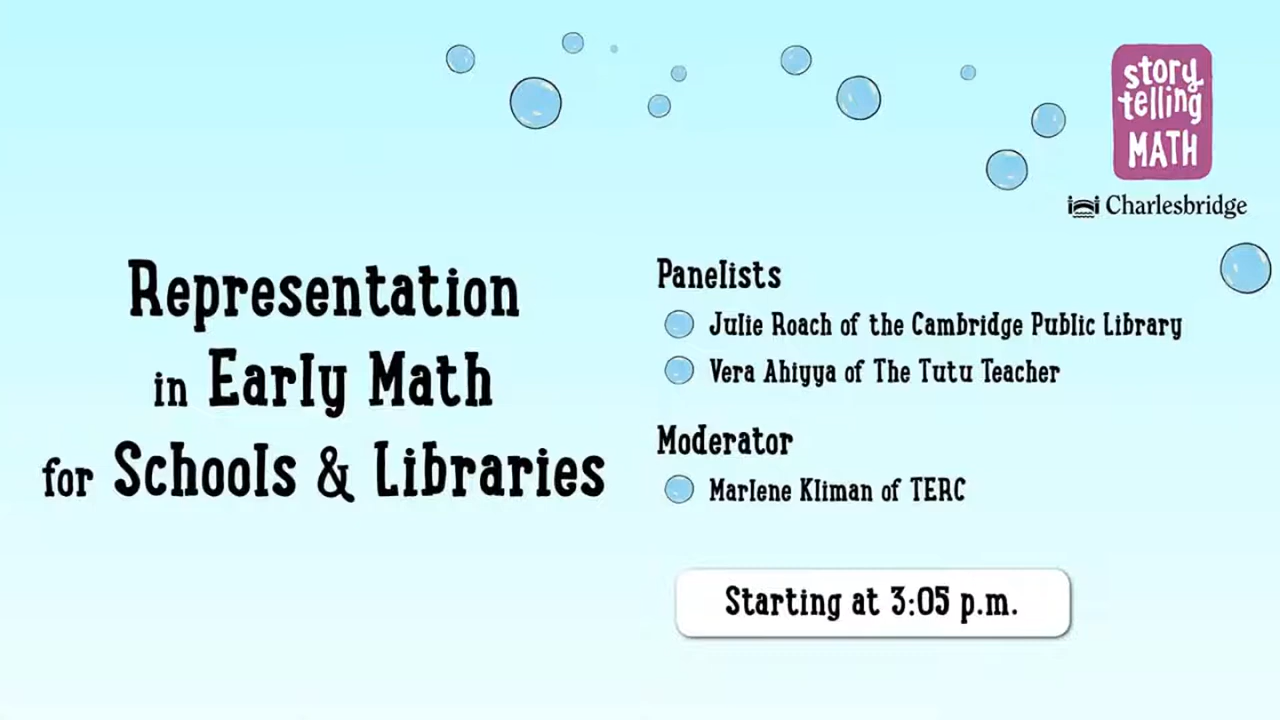 story
telling
MATH
Charlesbridge
Representation
in Early Math
for Schools & Libraries
Panelists
Julie Roach of the Cambridge Public Library
Vera Ahiyya of The Tutu Teacher
Moderator
Marlene Kliman of TERC
Starting at 3:05 p.m.